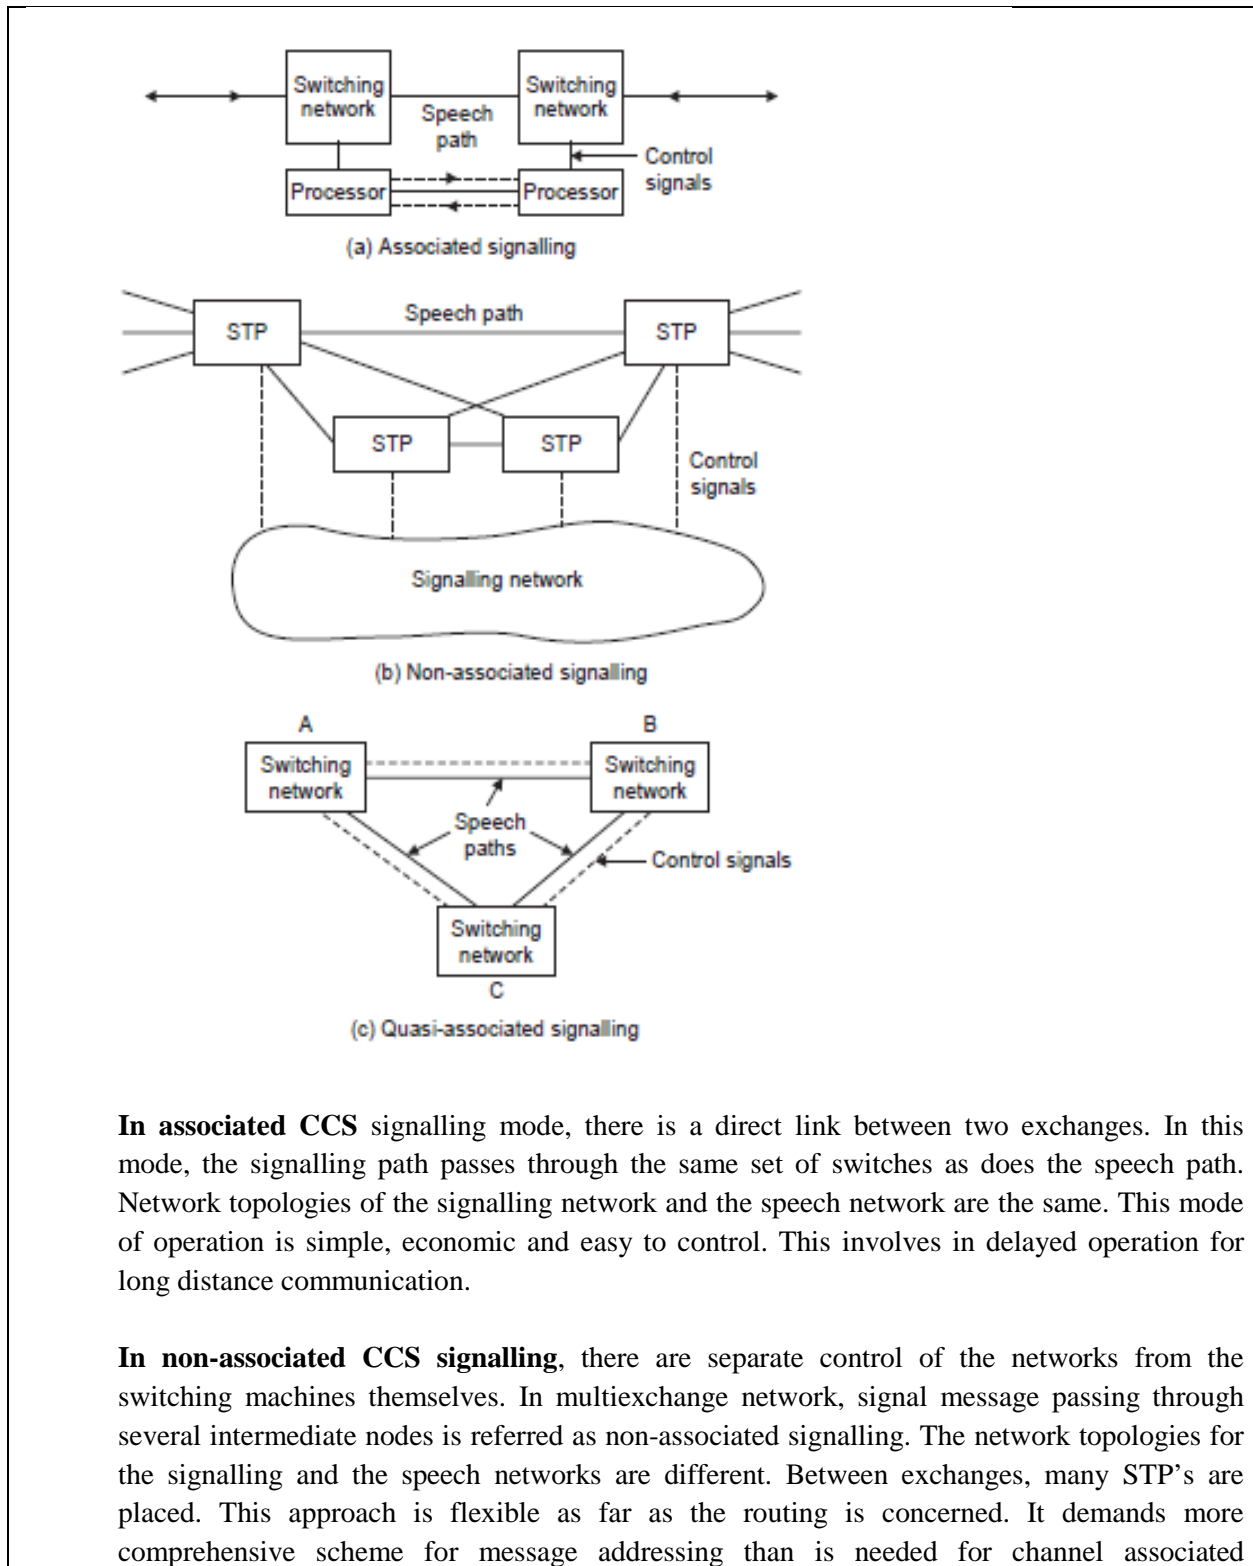 Switching
network
Switching
network
Speech
path
Control
signals
Processor
Processor
(a) Associated signalling
STP
Speech path
STP
STP
STP
Control
signals
Signalling network
(b) Non-associated signalling
A
B
Switching
network
Switching
network
Speech
paths
Control signals
Switching
network
C
(c) Quasi-associated signalling
In associated CCS signalling mode, there is a direct link between two exchanges. In this
mode, the signalling path passes through the same set of switches as does the speech path.
Network topologies of the signalling network and the speech network are the same. This mode
of operation is simple, economic and easy to control. This involves in delayed operation for
long distance communication.
In non-associated CCS signalling, there are separate control of the networks from the
switching machines themselves. In multiexchange network, signal message passing through
several intermediate nodes is referred as non-associated signalling. The network topologies for
the signalling and the speech networks are different. Between exchanges, many STP’s are
placed. This approach is flexible as far as the routing is concerned. It demands more
comprehensive scheme for message addressing than is needed for channel associated